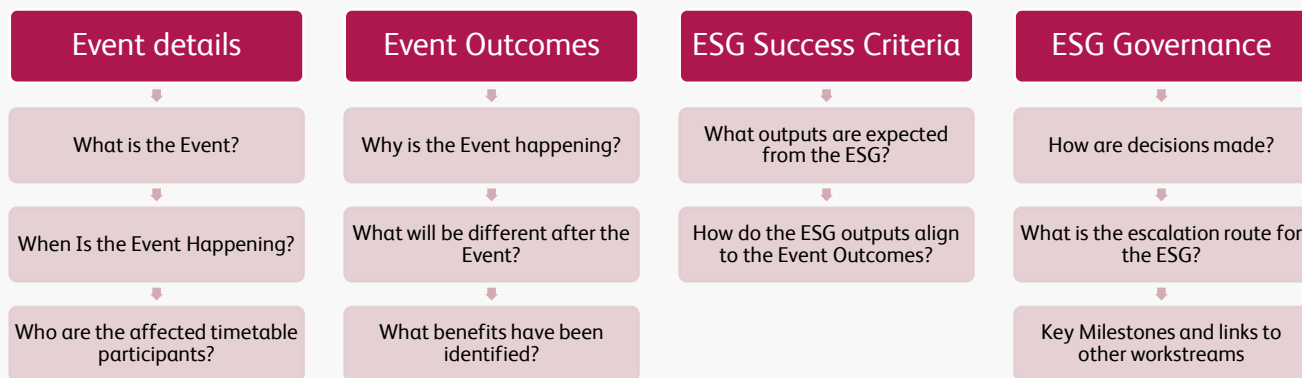 Event details
What is the Event?
When Is the Event Happening?
Who are the affected timetable
participants?
Event Outcomes
Why is the Event happening?
What will be different after the
Event?
What benefits have been
identified?
ESG Success Criteria
What outputs are expected
from the ESG?
How do the ESG outputs align
to the Event Outcomes?
ESG Governance
How are decisions made?
What is the escalation route for
the ESG?
Key Milestones and links to
other workstreams